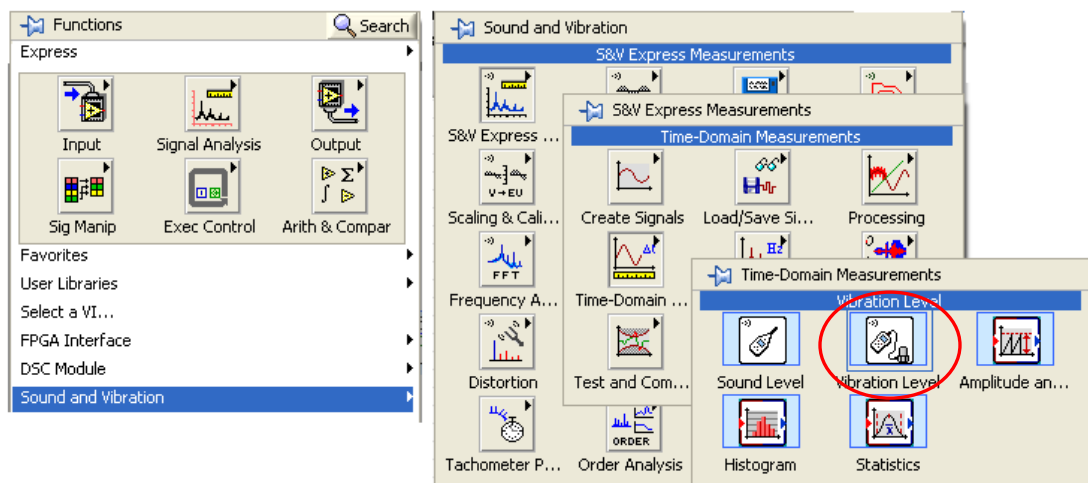 Functions
Search
Express
Input
Signal Analysis
Output
Sig Manip
Exec Control
Arith & Compar
Favorites
User Libraries
Select a VI...
FPGA Interface
DSC Module
Sound and Vibration
Sound and Vibration
S&V Express Measurements
S&V Express ...
V→EU
Scaling & Cali...
FFT
Frequency A...
Distortion
Tachometer P...
ORDER
Order Analysis
S&V Express Measurements
Time-Domain Measurements
Create Signals
Load/Save Si...
Processing
Δt
Hz
Time-Domain ...
Test and Com...
Time-Domain Measurements
Vibration Level
Sound Level
Vibration Level
Amplitude an...
Histogram
Statistics